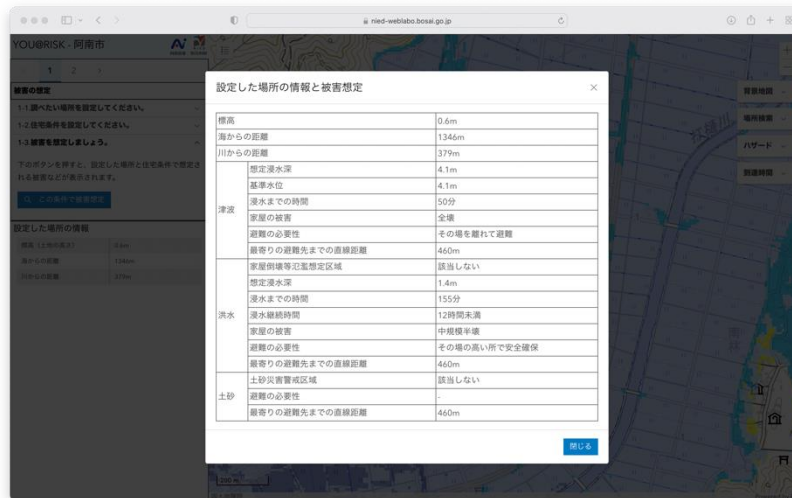 nied-weblabo.bosai.go.jp
YOU@RISK - 阿南市
1 2
被害の想定
1-1.調べたい場所を設定してください。
1-2.住宅条件を設定してください。
1-3.被害を想定しましょう。
下のボタンを押すと、設定した場所と住宅条件で想定さ
れる被害などが表示されます。
この条件で被害想定
設定した場所の情報
標高（土地の高さ） 0.6m
海からの距離 1346m
川からの距離 379m
設定した場所の情報と被害想定 ×
標高 0.6m
海からの距離 1346m
川からの距離 379m
津波
想定浸水深 4.1m
基準水位 4.1m
浸水までの時間 50分
家屋の被害 全壊
避難の必要性 その場を離れて避難
最寄りの避難先までの直線距離 460m
洪水
家屋倒壊等氾濫想定区域 該当しない
想定浸水深 1.4m
浸水までの時間 155分
浸水継続時間 12時間未満
家屋の被害 中規模半壊
避難の必要性 その場の高い所で安全確保
最寄りの避難先までの直線距離 460m
土砂
土砂災害警戒区域 該当しない
避難の必要性 -
最寄りの避難先までの直線距離 460m
閉じる
背景地図
場所検索
ハザード
到達時間
200 m